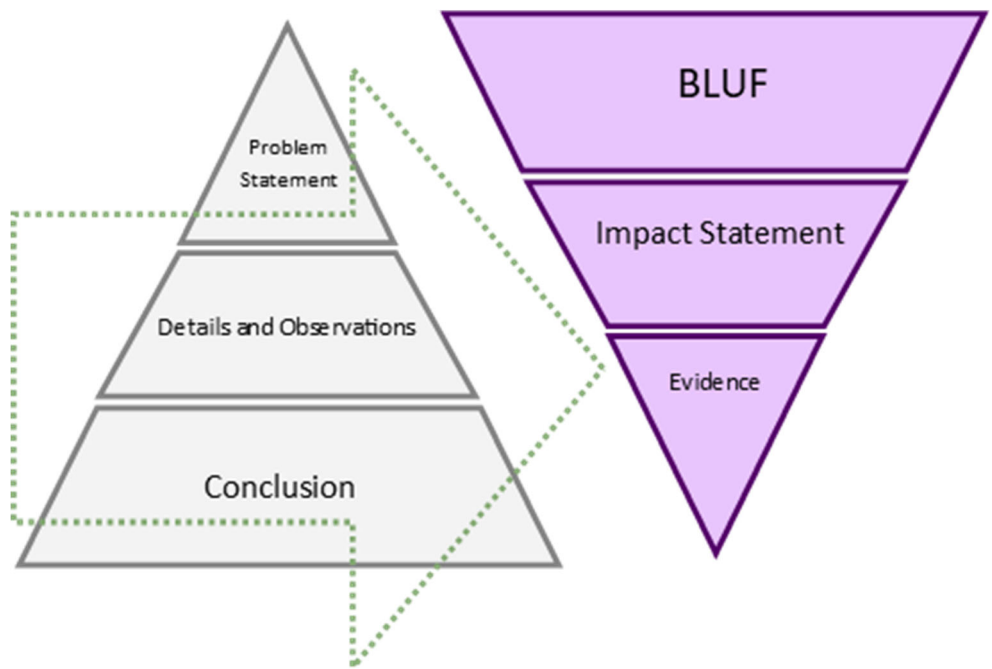 Problem
Statement
Details and Observations
Conclusion
BLUF
Impact Statement
Evidence